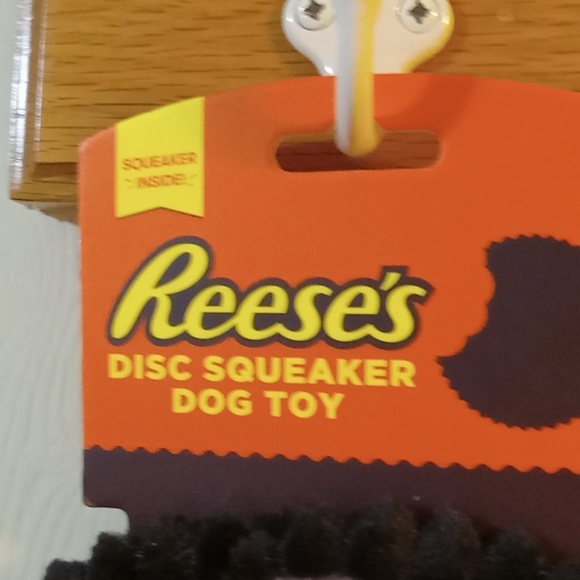 SQUEAKER
INSIDE!
Reese's
DISC SQUEAKER
DOG TOY